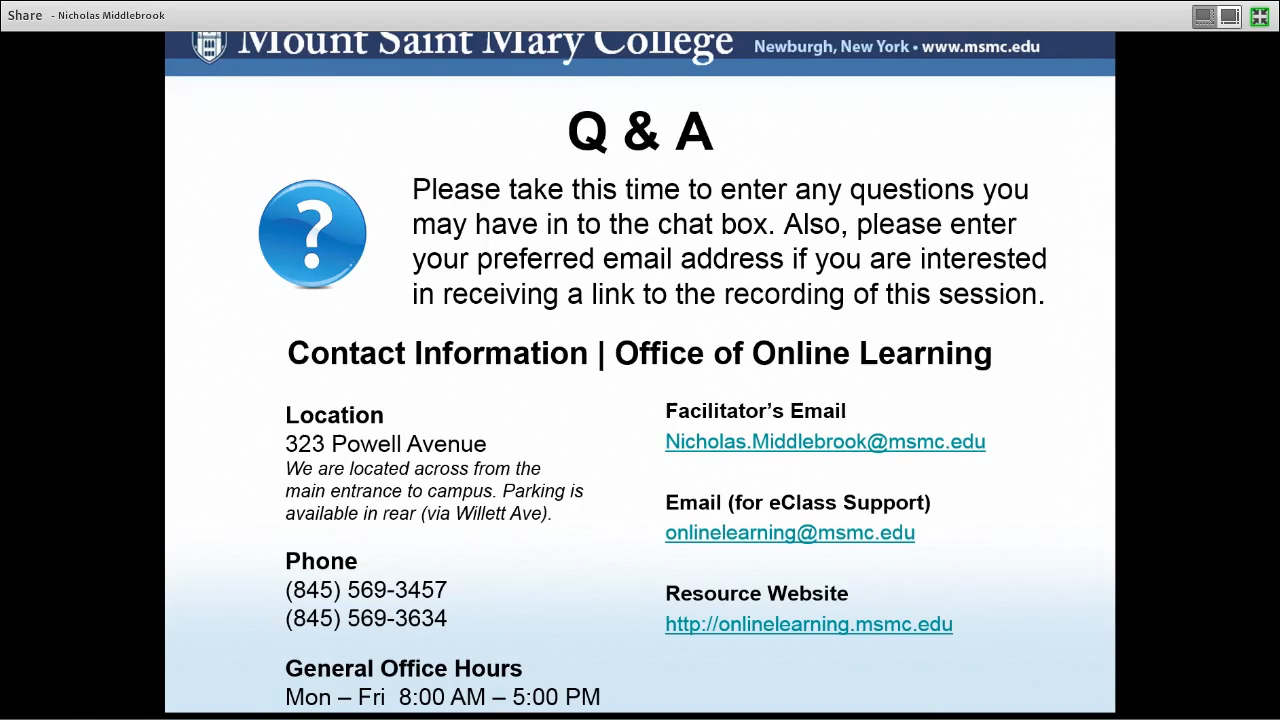 Share - Nicholas Middlebrook
Mount Saint Mary College Newburgh, New York • www.msmc.edu
Q & A
?
Please take this time to enter any questions you
may have in to the chat box. Also, please enter
your preferred email address if you are interested
in receiving a link to the recording of this session.
Contact Information | Office of Online Learning
Location
323 Powell Avenue
We are located across from the
main entrance to campus. Parking is
available in rear (via Willett Ave).
Phone
(845) 569-3457
(845) 569-3634
General Office Hours
Mon – Fri 8:00 AM – 5:00 PM
Facilitator’s Email
Nicholas.Middlebrook@msmc.edu
Email (for eClass Support)
onlinelearning@msmc.edu
Resource Website
http://onlinelearning.msmc.edu